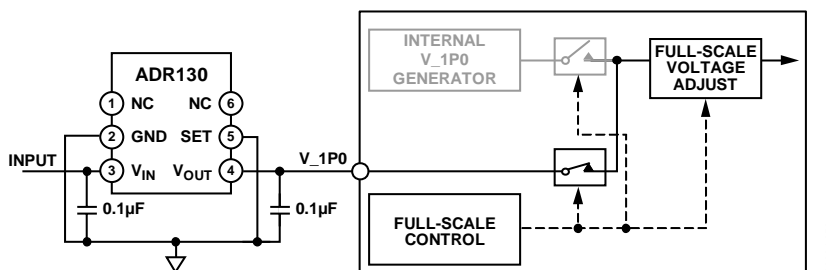 INTERNAL
V_1P0
GENERATOR
FULL-SCALE
VOLTAGE
ADJUST
ADR130
1 NC NC 6
2 GND SET 5
INPUT
3 VIN VOUT 4
V_1P0
0.1µF
0.1µF
FULL-SCALE
CONTROL